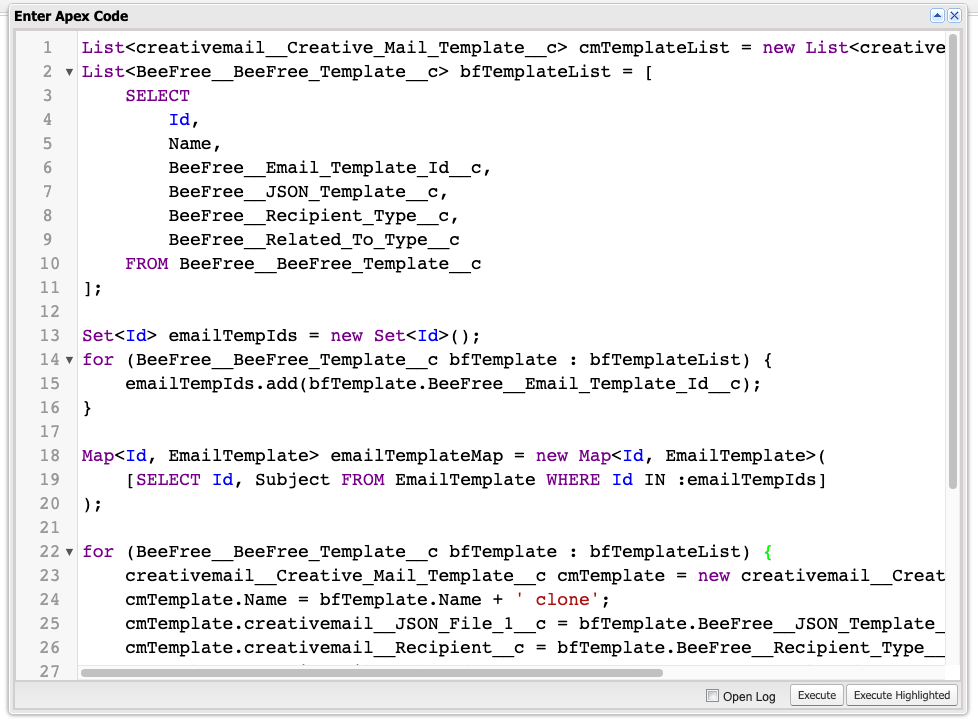 Enter Apex Code
1 List<creativemail__Creative_Mail_Template__c> cmTemplateList = new List<creative
2 List<BeeFree__BeeFree_Template__c> bfTemplateList = [
3 SELECT
4 Id,
5 Name,
6 BeeFree__Email_Template_Id__c,
7 BeeFree__JSON_Template__c,
8 BeeFree__Recipient_Type__c,
9 BeeFree__Related_To_Type__c
10 FROM BeeFree__BeeFree_Template__c
11 ];
12
13 Set<Id> emailTempIds = new Set<Id>();
14 for (BeeFree__BeeFree_Template__c bfTemplate : bfTemplateList) {
15 emailTempIds.add(bfTemplate.BeeFree__Email_Template_Id__c);
16 }
17
18 Map<Id, EmailTemplate> emailTemplateMap = new Map<Id, EmailTemplate>(
19 [SELECT Id, Subject FROM EmailTemplate WHERE Id IN :emailTempIds]
20 );
21
22 for (BeeFree__BeeFree_Template__c bfTemplate : bfTemplateList) {
23 creativemail__Creative_Mail_Template__c cmTemplate = new creativemail__Creat
24 cmTemplate.Name = bfTemplate.Name + ' clone';
25 cmTemplate.creativemail__JSON_File_1__c = bfTemplate.BeeFree__JSON_Template_
26 cmTemplate.creativemail__Recipient__c = bfTemplate.BeeFree__Recipient_Type__
27
Open Log Execute Execute Highlighted